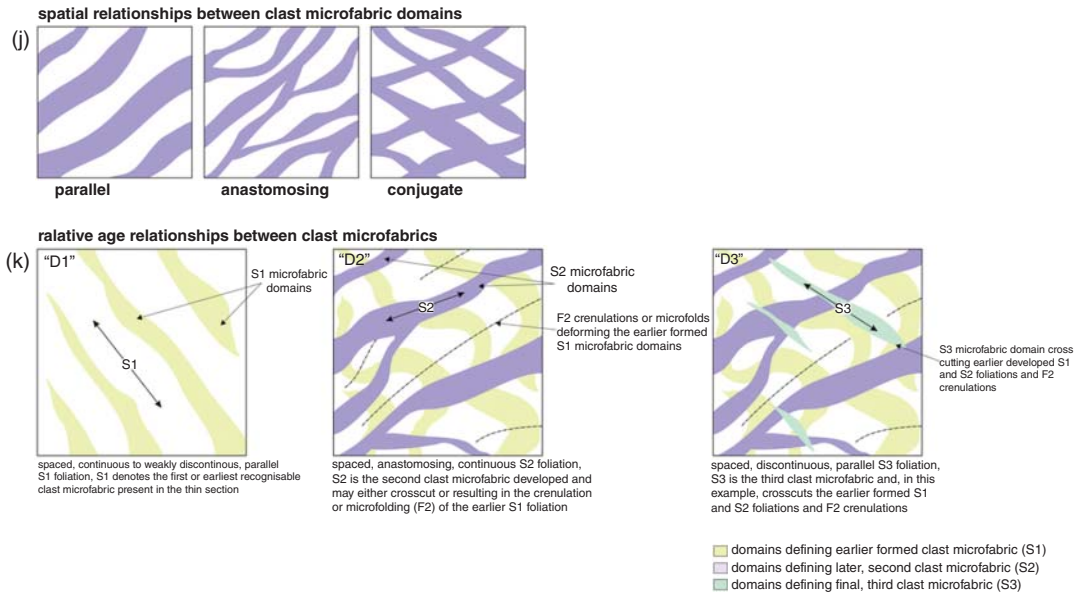 spatial relationships between clast microfabric domains
(j)
parallel
anastomosing
conjugate
ralative age relationships between clast microfabrics
(k)
"D1"
S1 microfabric
domains
S1
spaced, continuous to weakly discontinous, parallel
S1 foliation, S1 denotes the first or earliest recognisable
clast microfabric present in the thin section
"D2"
S2 microfabric
domains
S2
F2 crenulations or microfolds
deforming the earlier formed
S1 microfabric domains
spaced, anastomosing, continuous S2 foliation,
S2 is the second clast microfabric developed and
may either crosscut or resulting in the crenulation
or microfolding (F2) of the earlier S1 foliation
"D3"
S3
S3 microfabric domain cross
cutting earlier developed S1
and S2 foliations and F2
crenulations
spaced, discontinuous, parallel S3 foliation,
S3 is the third clast microfabric and, in this
example, crosscuts the earlier formed S1
and S2 foliations and F2 crenulations
domains defining earlier formed clast microfabric (S1)
domains defining later, second clast microfabric (S2)
domains defining final, third clast microfabric (S3)